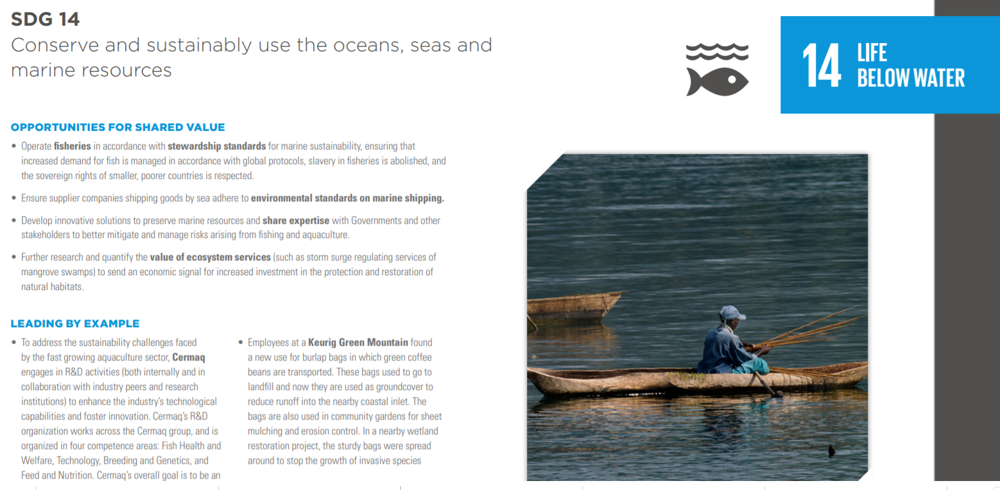 SDG 14
Conserve and sustainably use the oceans, seas and
marine resources
14 LIFE
BELOW WATER
OPPORTUNITIES FOR SHARED VALUE
• Operate fisheries in accordance with stewardship standards for marine sustainability, ensuring that
increased demand for fish is managed in accordance with global protocols, slavery in fisheries is abolished, and
the sovereign rights of smaller, poorer countries is respected.
• Ensure supplier companies shipping goods by sea adhere to environmental standards on marine shipping.
• Develop innovative solutions to preserve marine resources and share expertise with Governments and other
stakeholders to better mitigate and manage risks arising from fishing and aquaculture.
• Further research and quantify the value of ecosystem services (such as storm surge regulating services of
mangrove swamps) to send an economic signal for increased investment in the protection and restoration of
natural habitats.
LEADING BY EXAMPLE
• To address the sustainability challenges faced
by the fast growing aquaculture sector, Cermaq
engages in R&D activities (both internally and in
collaboration with industry peers and research
institutions) to enhance the industry's technological
capabilities and foster innovation. Cermaq's R&D
organization works across the Cermaq group, and is
organized in four competence areas: Fish Health and
Welfare, Technology, Breeding and Genetics, and
Feed and Nutrition. Cermaq's overall goal is to be an
• Employees at a Keurig Green Mountain found
a new use for burlap bags in which green coffee
beans are transported. These bags used to go to
landfill and now they are used as groundcover to
reduce runoff into the nearby coastal inlet. The
bags are also used in community gardens for sheet
mulching and erosion control. In a nearby wetland
restoration project, the sturdy bags were spread
around to stop the growth of invasive species